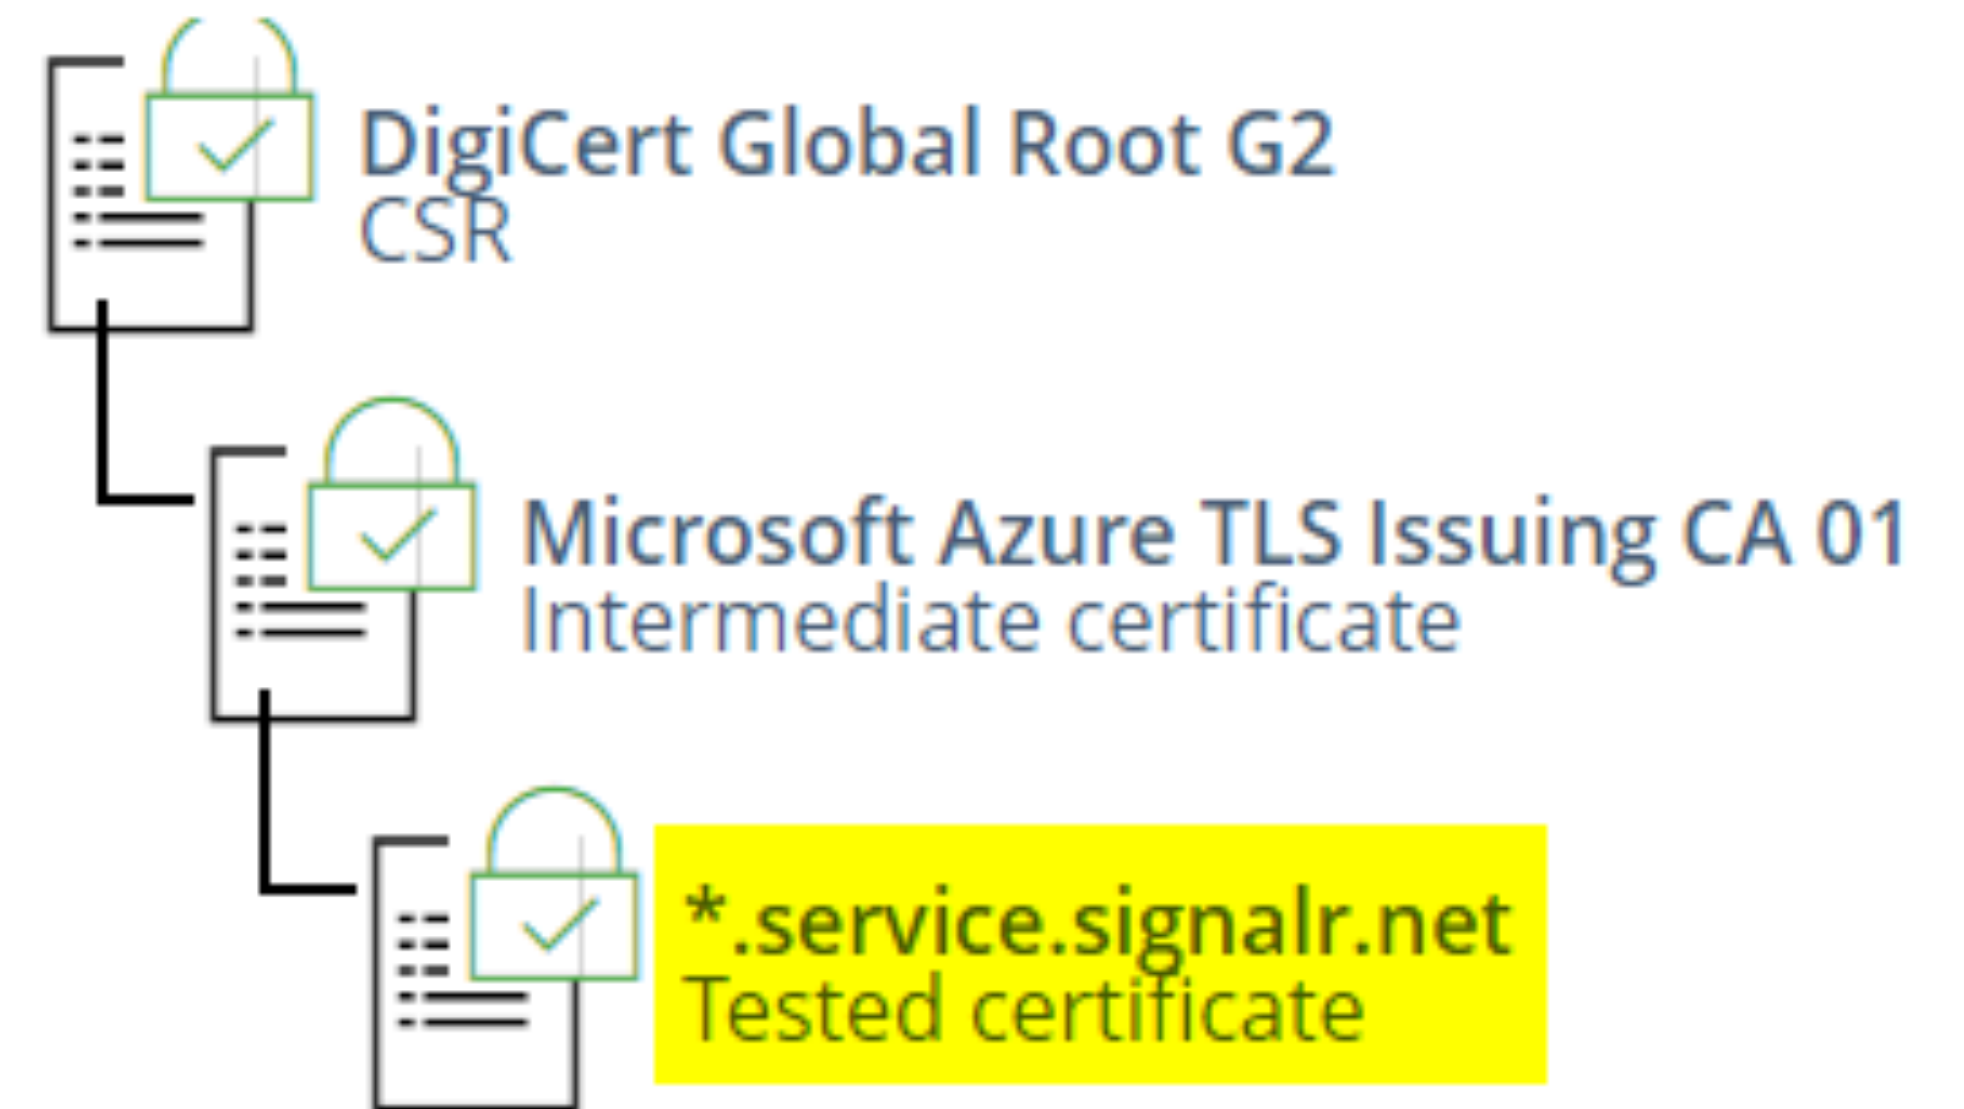 DigiCert Global Root G2
CSR
Microsoft Azure TLS Issuing CA 01
Intermediate certificate
*.service.signalr.net
Tested certificate